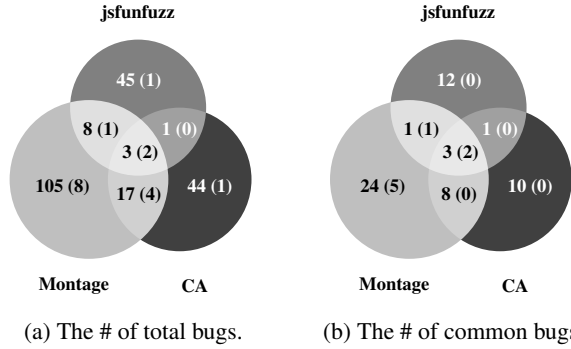 jsfunfuzz
45 (1)
8 (1)
1 (0)
3 (2)
105 (8)
17 (4)
44 (1)
Montage
CA
(a) The # of total bugs.
jsfunfuzz
12 (0)
1 (1)
1 (0)
3 (2)
24 (5)
8 (0)
10 (0)
Montage
CA
(b) The # of common bugs